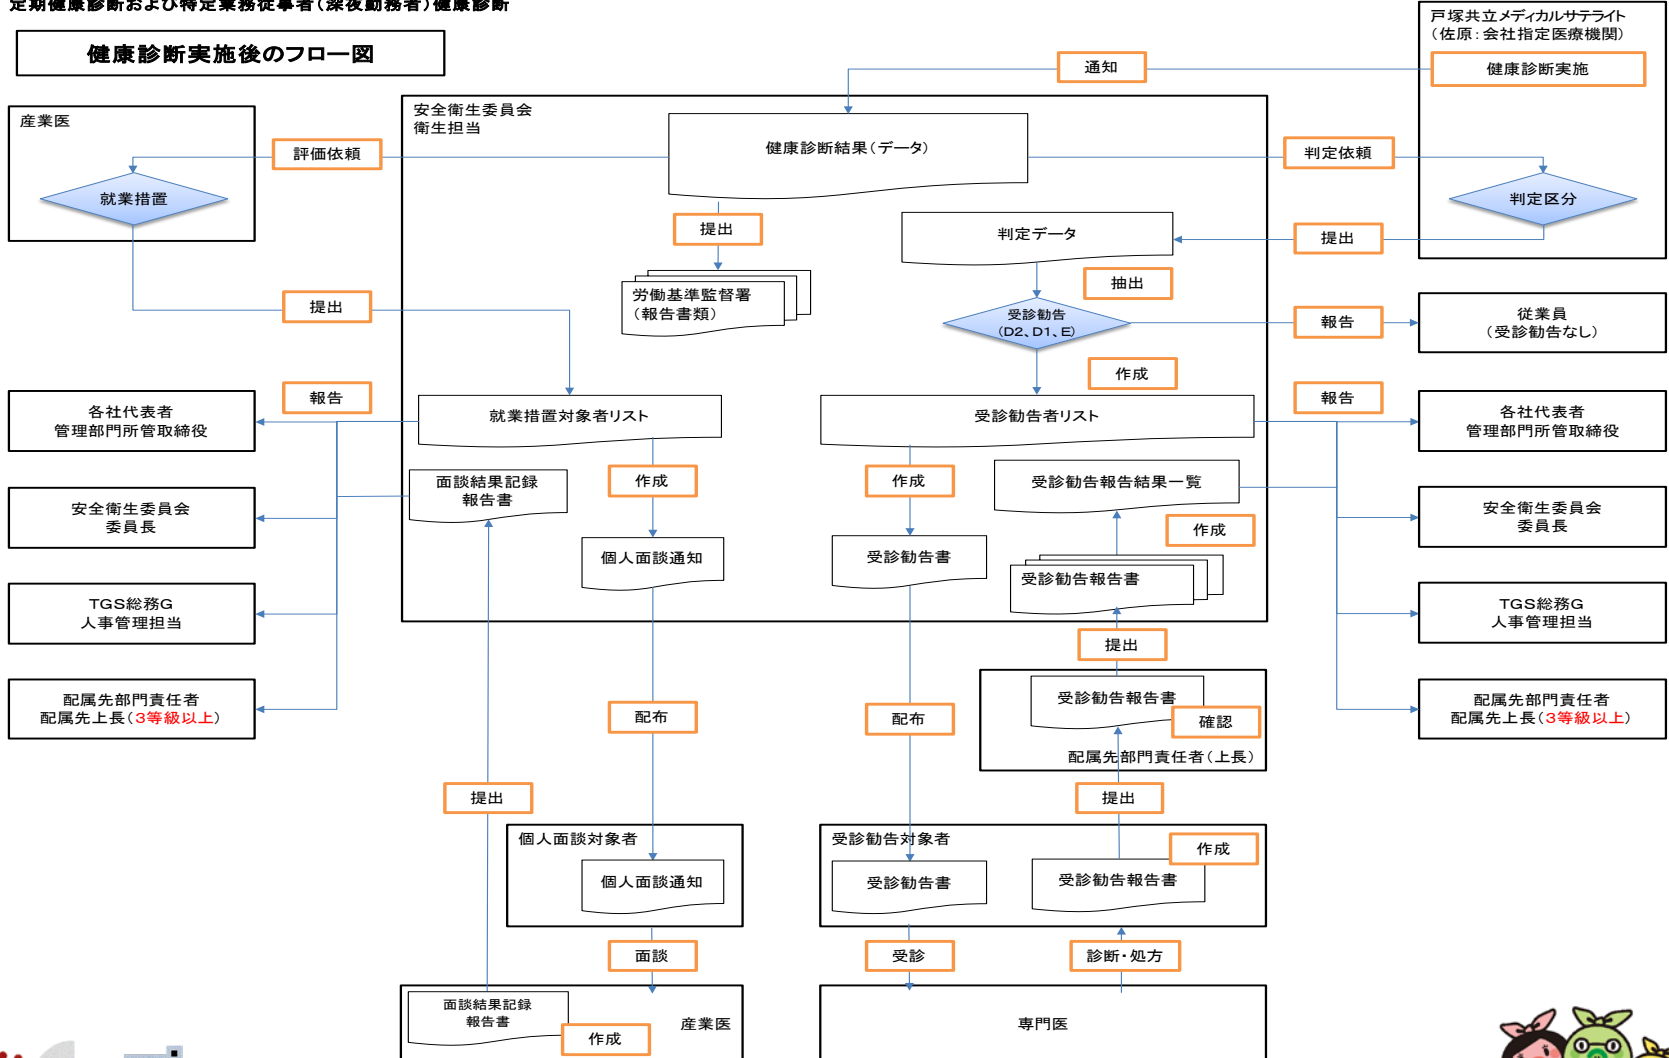 定期健康診断および特定業務従事者(深夜勤務者)健康診断
健康診断実施後のフロー図
戸塚共立メディカルサテライト
(佐原:会社指定医療機関)
健康診断実施
通知
産業医
安全衛生委員会
衛生担当
健康診断結果(データ)
評価依頼
判定依頼
就業措置
判定区分
提出
判定データ
提出
抽出
労働基準監督署
(報告書類)
提出
受診勧告
(D2、D1、E)
報告
従業員
(受診勧告なし)
作成
報告
各社代表者
管理部門所管取締役
就業措置対象者リスト
受診勧告者リスト
報告
各社代表者
管理部門所管取締役
面談結果記録
報告書
作成
作成
受診勧告報告結果一覧
安全衛生委員会
委員長
作成
安全衛生委員会
委員長
個人面談通知
受診勧告書
受診勧告報告書
TGS総務G
人事管理担当
TGS総務G
人事管理担当
提出
配属先部門責任者
配属先上長(3等級以上)
配布
配布
受診勧告報告書
確認
配属先部門責任者(上長)
配属先部門責任者
配属先上長(3等級以上)
提出
提出
個人面談対象者
個人面談通知
受診勧告対象者
受診勧告書
作成
受診勧告報告書
面談
受診
診断・処方
面談結果記録
報告書
作成
産業医
専門医